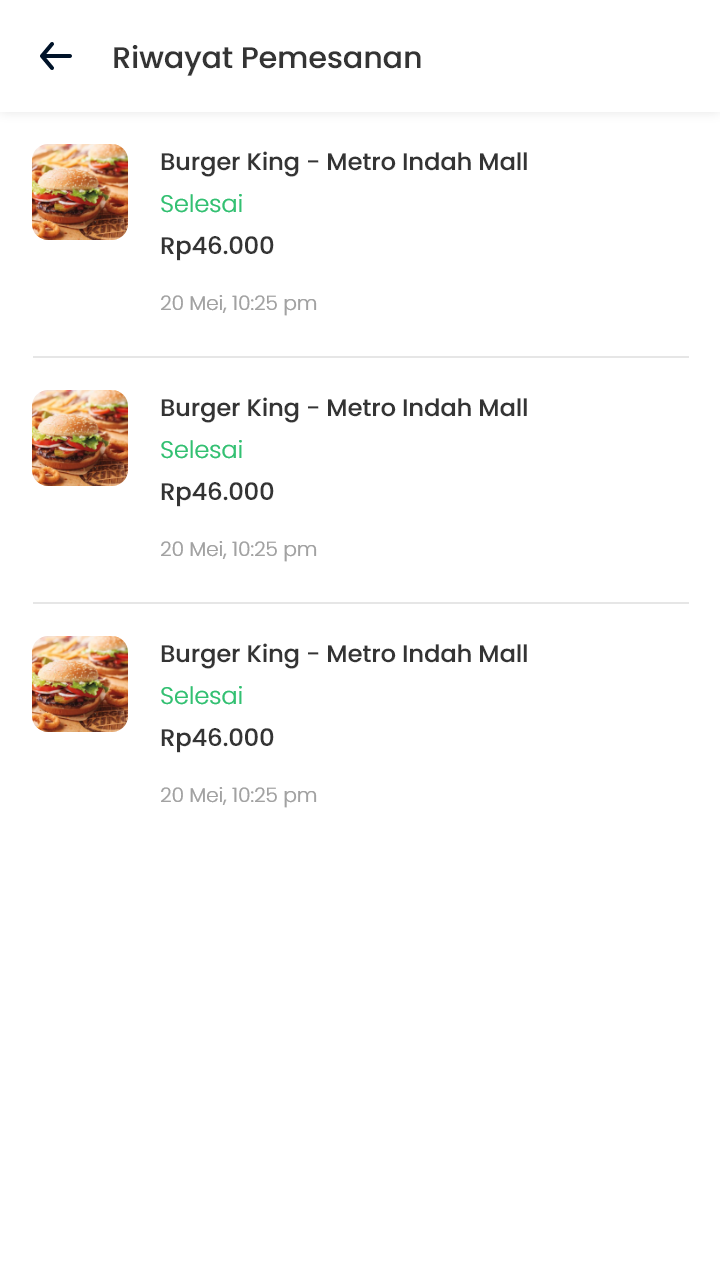 Riwayat Pemesanan
Burger King - Metro Indah Mall
Selesai
Rp46.000
20 Mei, 10:25 pm
Burger King - Metro Indah Mall
Selesai
Rp46.000
20 Mei, 10:25 pm
Burger King - Metro Indah Mall
Selesai
Rp46.000
20 Mei, 10:25 pm